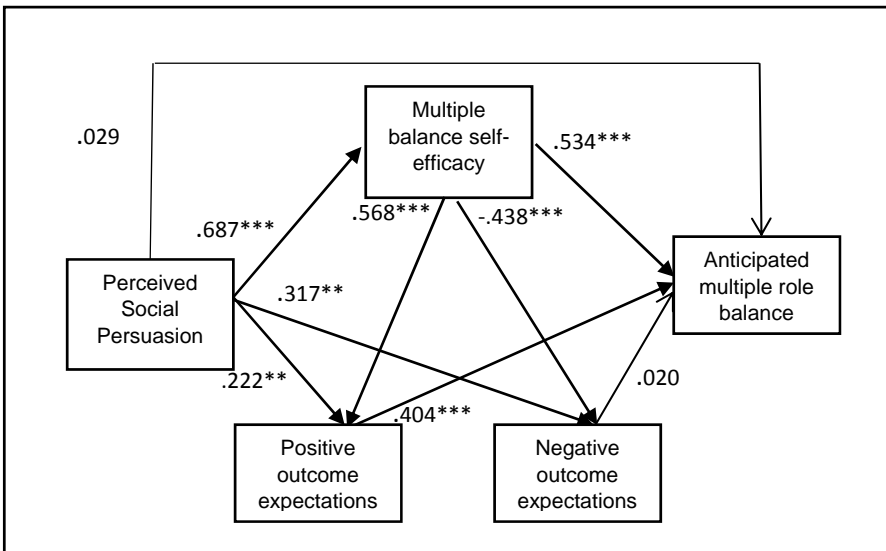 .029
Multiple
balance self-
efficacy
.534***
.687***
.568***
-.438***
Perceived
Social
Persuasion
.317**
Anticipated
multiple role
balance
.222**
.404***
.020
Positive
outcome
expectations
Negative
outcome
expectations